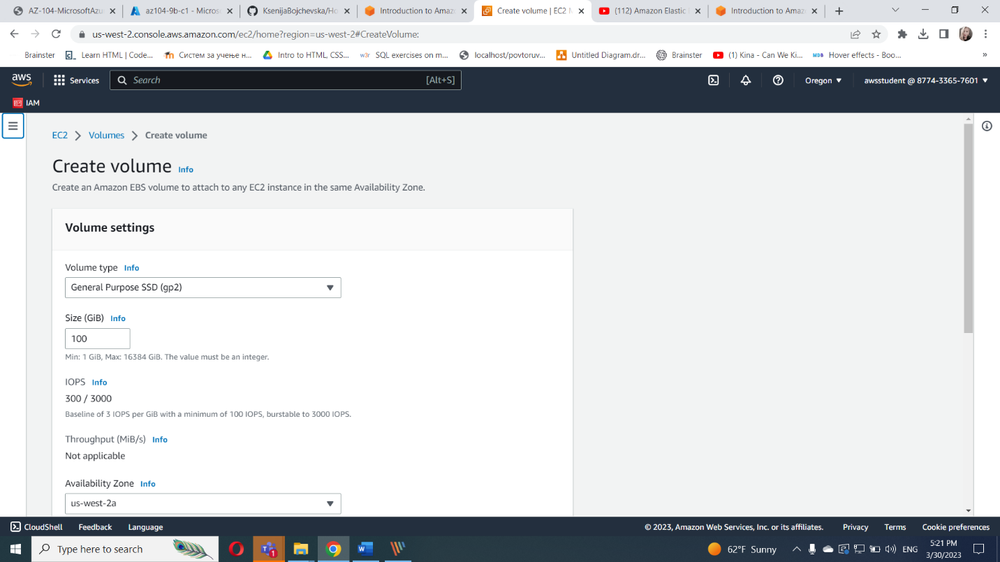 AZ-104-MicrosoftAzu
az104-9b-c1 - Micros
KsenijaBojchevska/Ho
Introduction to Amaz
Create volume | EC2 M
(112) Amazon Elastic
Introduction to Amaz
us-west-2.console.aws.amazon.com/ec2/home?region=us-west-2#CreateVolume:
Brainster
Learn HTML | Code...
Систем за учење н...
Intro to HTML, CSS...
w3r SQL exercises on m...
localhost/povtoruv...
Untitled Diagram.dr...
Brainster
(1) Kina - Can We Ki...
MDB Hover effects - Boo...
»
aws
Services
Search [Alt+S]
Oregon
awsstudent @ 8774-3365-7601
IAM
EC2 > Volumes > Create volume
Create volume Info
Create an Amazon EBS volume to attach to any EC2 instance in the same Availability Zone.
Volume settings
Volume type Info
General Purpose SSD (gp2)
Size (GiB) Info
100
Min: 1 GiB, Max: 16384 GiB. The value must be an integer.
IOPS Info
300 / 3000
Baseline of 3 IOPS per GiB with a minimum of 100 IOPS, burstable to 3000 IOPS.
Throughput (MiB/s) Info
Not applicable
Availability Zone Info
us-west-2a
CloudShell Feedback Language
© 2023, Amazon Web Services, Inc. or its affiliates. Privacy Terms Cookie preferences
Type here to search
1
62°F Sunny
ENG
5:21 PM
3/30/2023